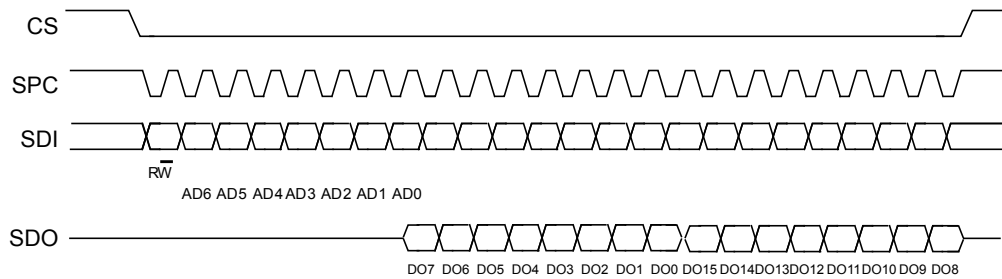 CS
SPC
SDI
RW
AD6 AD5 AD4 AD3 AD2 AD1 AD0
SDO
DO7 DO6 DO5 DO4 DO3 DO2 DO1 DO0 DO15 DO14 DO13 DO12 DO11 DO10 DO9 DO8